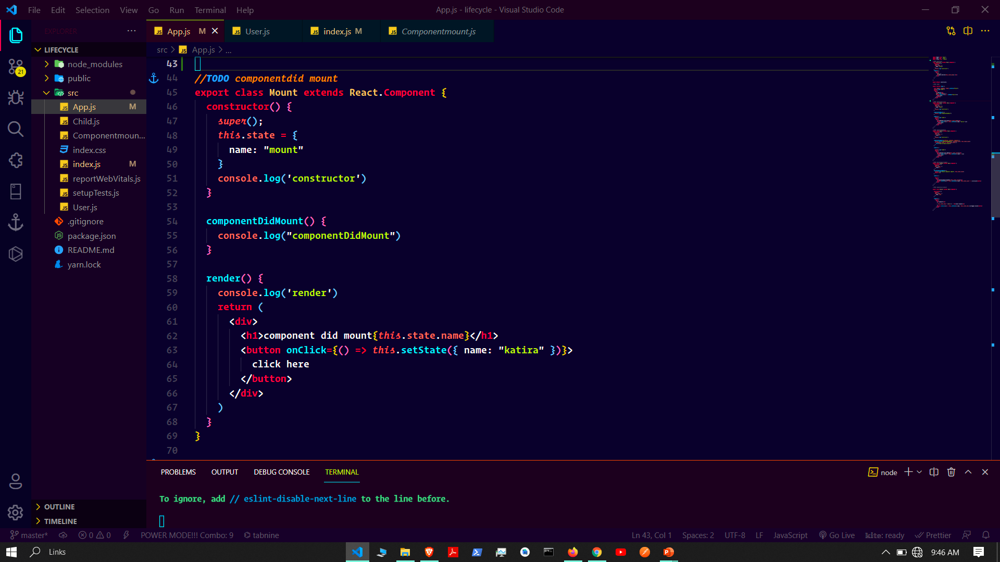 File Edit Selection View Go Run Terminal Help
App.js - lifecycle - Visual Studio Code
EXPLORER ...
App.js M
User.js
index.js M
Componentmount.js
LIFECYCLE
node_modules
public
src
App.js M
Child.js
Componentmoun...
index.css
index.js M
reportWebVitals.js
setupTests.js
User.js
.gitignore
package.json
README.md
yarn.lock
OUTLINE
TIMELINE
21
src > App.js > ...
43
44 //TODO componentdid mount
45 export class Mount extends React.Component {
46 constructor() {
47 super();
48 this.state = {
49 name: "mount"
50 }
51 console.log('constructor')
52 }
53
54 componentDidMount() {
55 console.log("componentDidMount")
56 }
57
58 render() {
59 console.log('render')
60 return (
61 <div>
62 <h1>component did mount{this.state.name}</h1>
63 <button onClick={() => this.setState({ name: "katira" })}>
64 click here
65 </button>
66 </div>
67 )
68 }
69 }
70
PROBLEMS OUTPUT DEBUG CONSOLE TERMINAL
node
To ignore, add // eslint-disable-next-line to the line before.
master* 0 0 POWER MODE!!! Combo: 9 tabnine
Ln 43, Col 1 Spaces: 2 UTF-8 LF JavaScript Go Live kite: ready Prettier
Links
9:46 AM